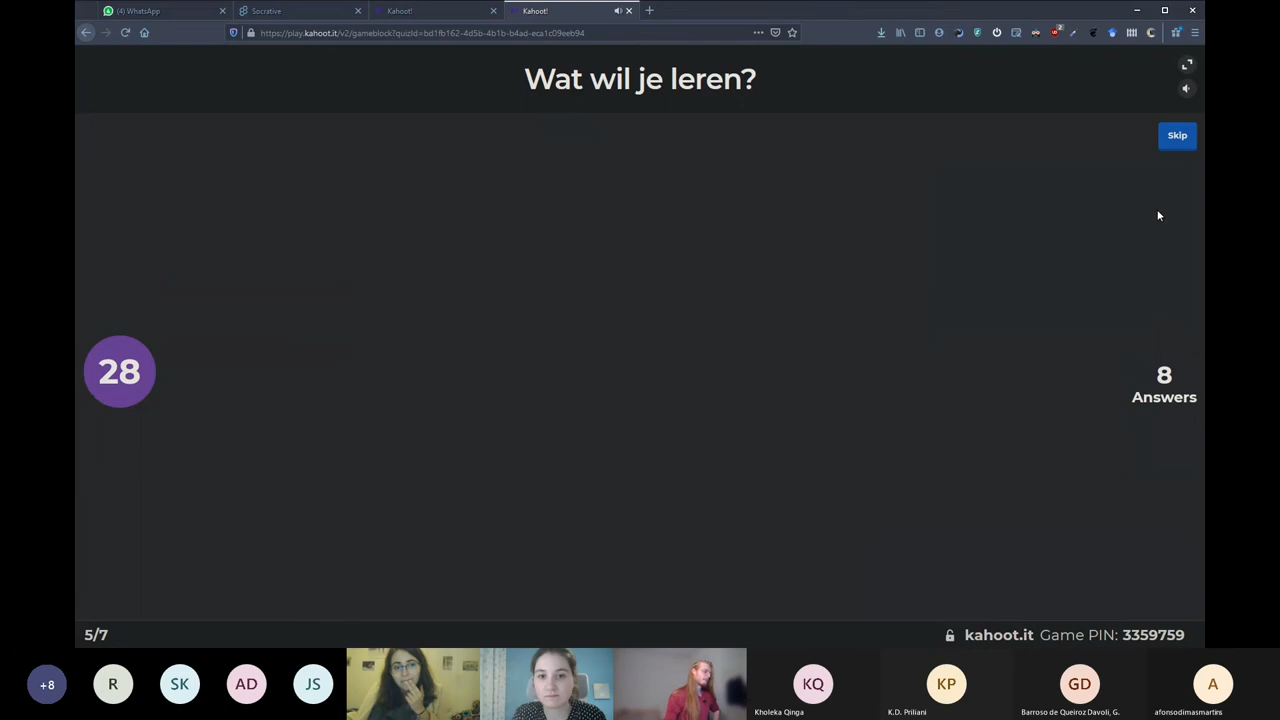 (4) WhatsApp
Socrative
Kahoot!
Kahoot!
https://play.kahoot.it/v2/gameblock?quizId=bd1fb162-4d5b-4b1b-b4ad-eca1c09eeb94
2
Wat wil je leren?
Skip
28
8
Answers
5/7
kahoot.it Game PIN: 3359759
+8
R
SK
AD
JS
KQ
KP
GD
A
Kholeka Qinga
K.D. Priliani
Barroso de Queiroz Davoli, G.
afonsodimasmartins